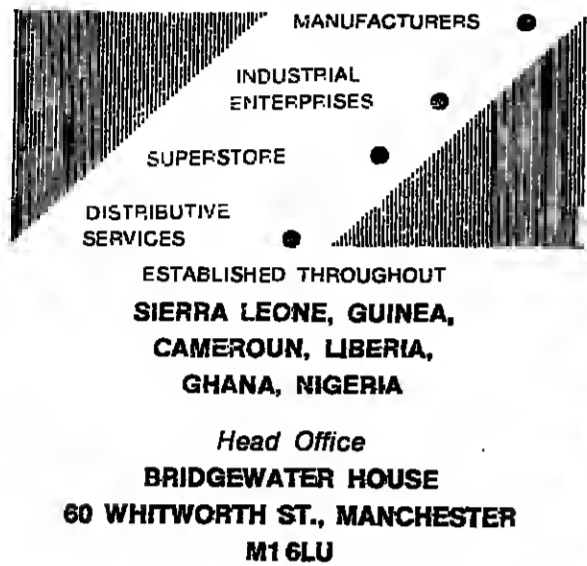 MANUFACTURERS
INDUSTRIAL
ENTERPRISES
SUPERSTORE
DISTRIBUTIVE
SERVICES
ESTABLISHED THROUGHOUT
SIERRA LEONE, GUINEA,
CAMEROUN, LIBERIA,
GHANA, NIGERIA
Head Office
BRIDGEWATER HOUSE
60 WHITWORTH ST., MANCHESTER
M1 6LU